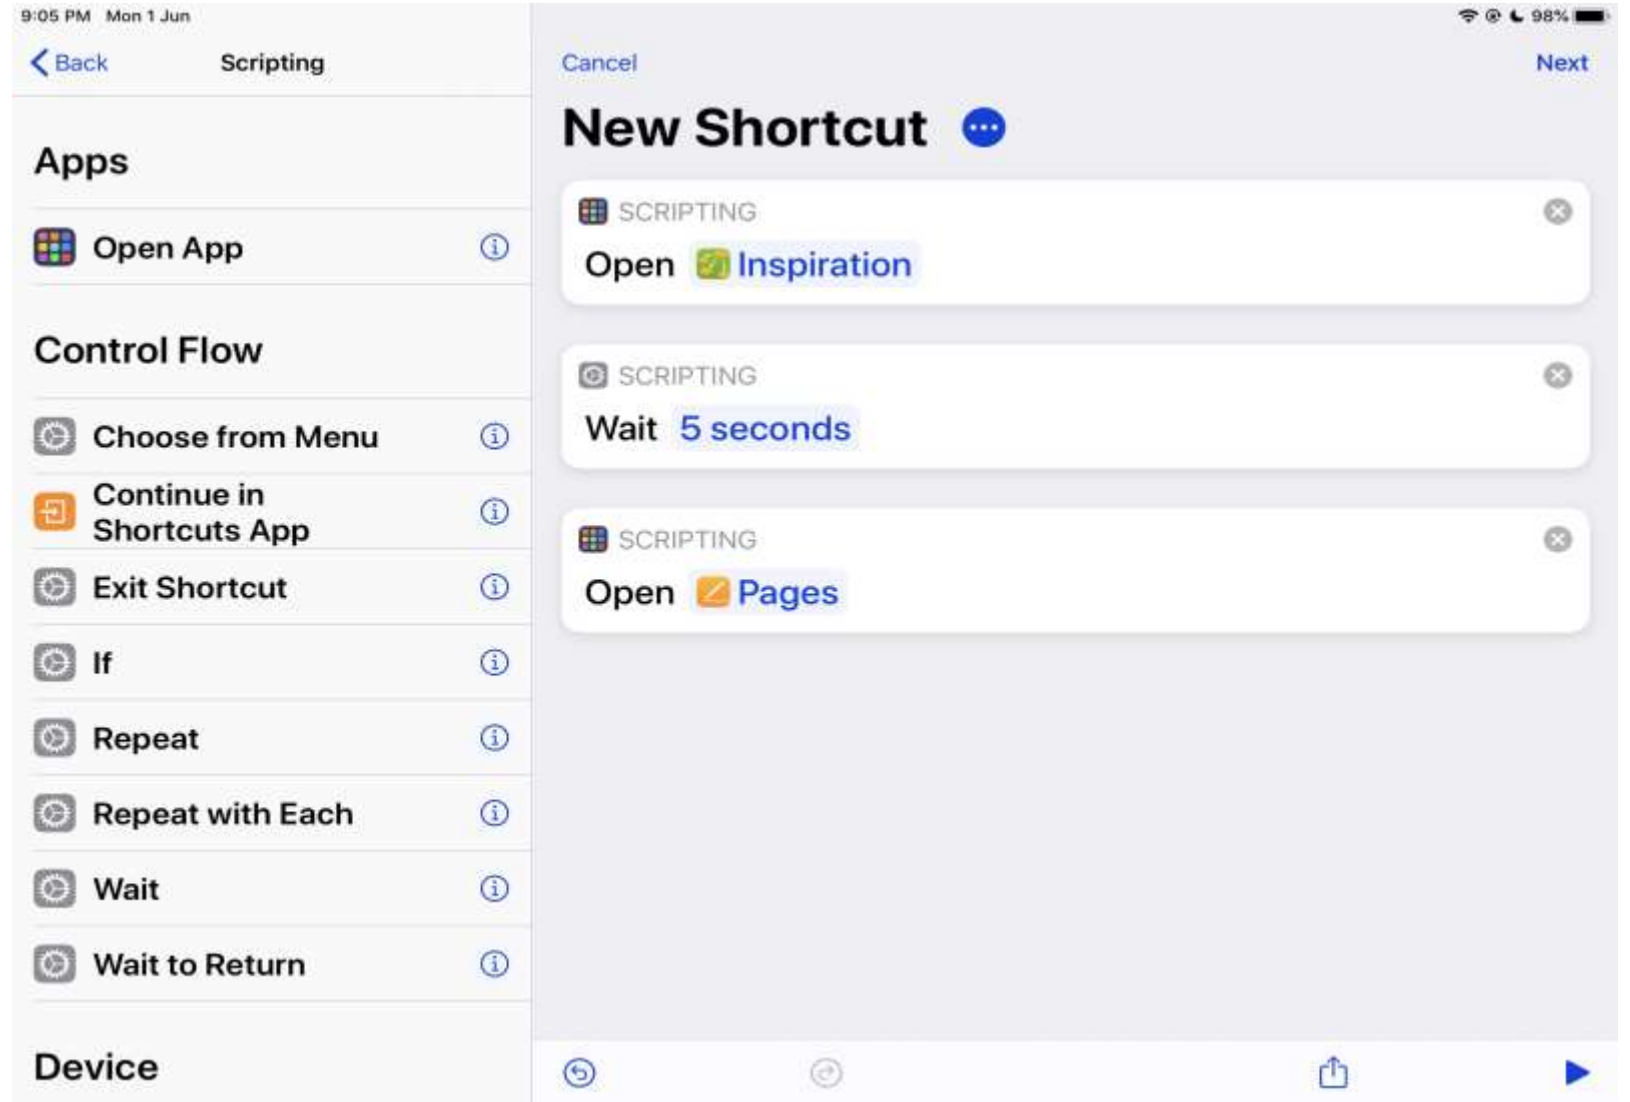 9:05 PM Mon 1 Jun
98%
Back
Scripting
Apps
Open App
Control Flow
Choose from Menu
Continue in
Shortcuts App
Exit Shortcut
If
Repeat
Repeat with Each
Wait
Wait to Return
Device
Cancel
Next
New Shortcut
SCRIPTING
Open Inspiration
SCRIPTING
Wait 5 seconds
SCRIPTING
Open Pages